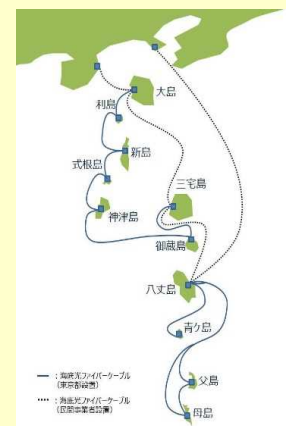 大島
利島
新島
式根島
神津島
三宅島
御蔵島
八丈島
青ケ島
父島
母島
:海底光ファイバーケーブル
(東京都設置)
:海底光ファイバーケーブル
(民間事業者設置)